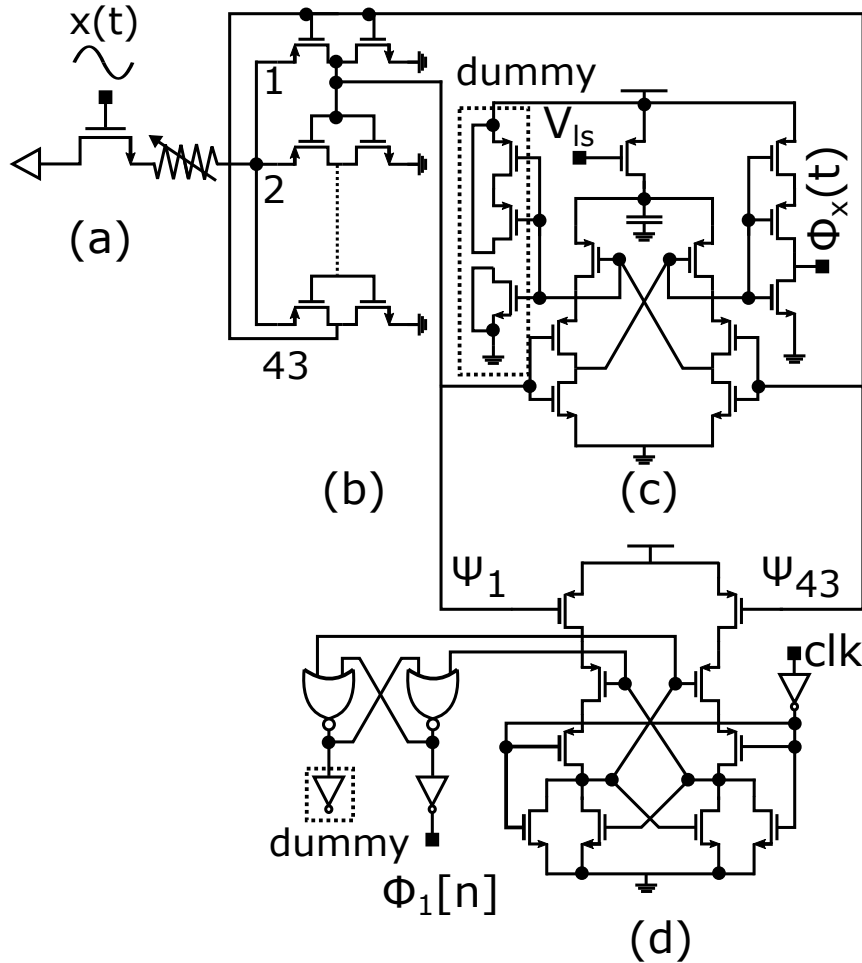 x(t)
1
2
43
(a)
(b)
dummy
V_ls
Φ_x(t)
(c)
Ψ_1
Ψ_43
clk
dummy
Φ_1[n]
(d)